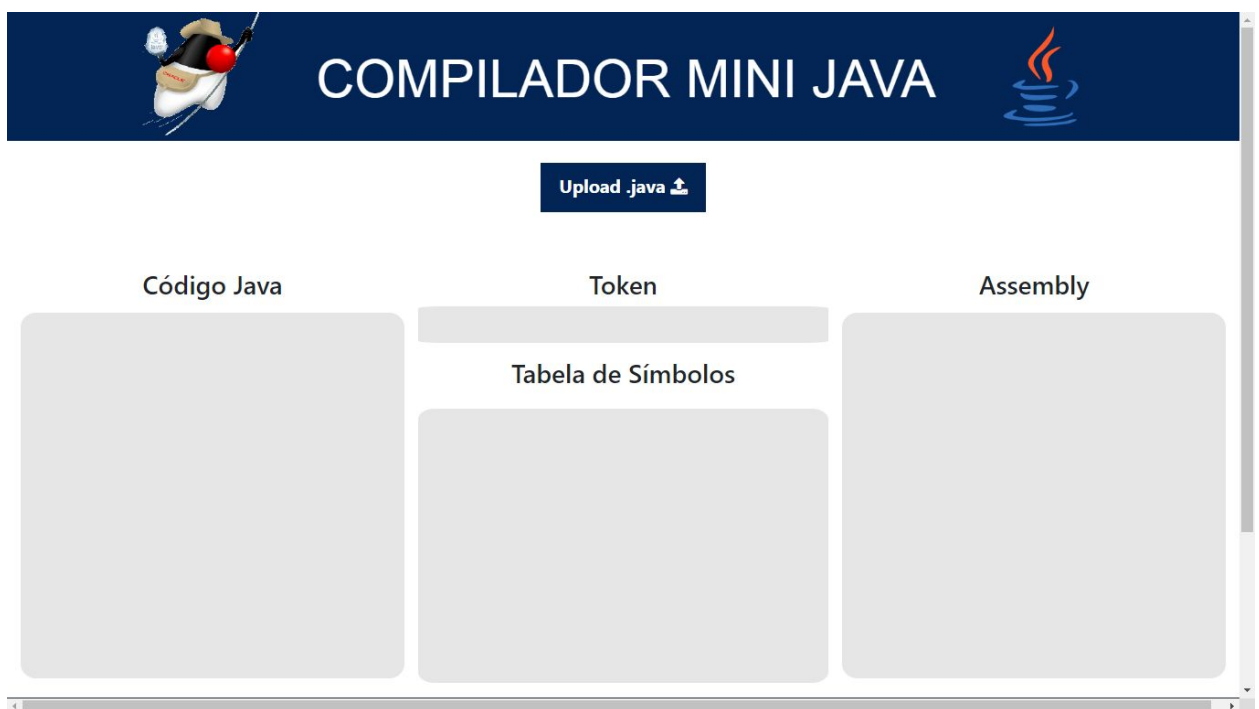 COMPILADOR MINI JAVA
Upload .java
Código Java
Token
Assembly
Tabela de Símbolos